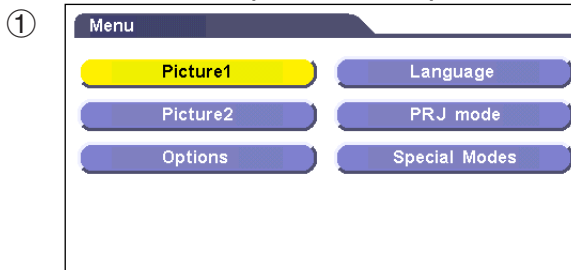 ①
Menu
Picture1
Language
Picture2
PRJ mode
Options
Special Modes